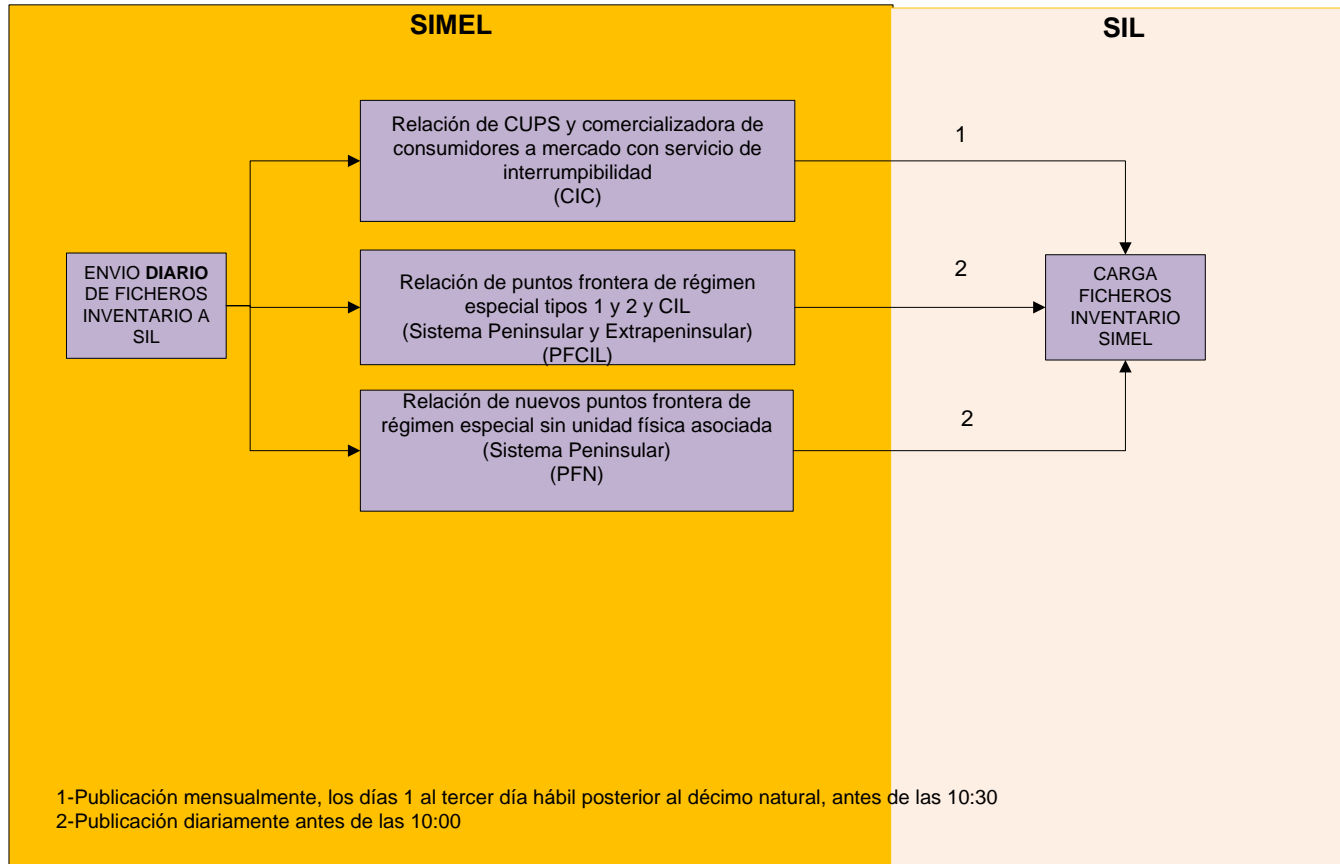 SIMEL
SIL
Relación de CUPS y comercializadora de
consumidores a mercado con servicio de
interrumpibilidad
(CIC)
1
ENVIO DIARIO
DE FICHEROS
INVENTARIO A
SIL
Relación de puntos frontera de régimen
especial tipos 1 y 2 y CIL
(Sistema Peninsular y Extrapeninsular)
(PFCIL)
2
CARGA
FICHEROS
INVENTARIO
SIMEL
Relación de nuevos puntos frontera de
régimen especial sin unidad física asociada
(Sistema Peninsular)
(PFN)
2
1-Publicación mensualmente, los días 1 al tercer día hábil posterior al décimo natural, antes de las 10:30
2-Publicación diariamente antes de las 10:00